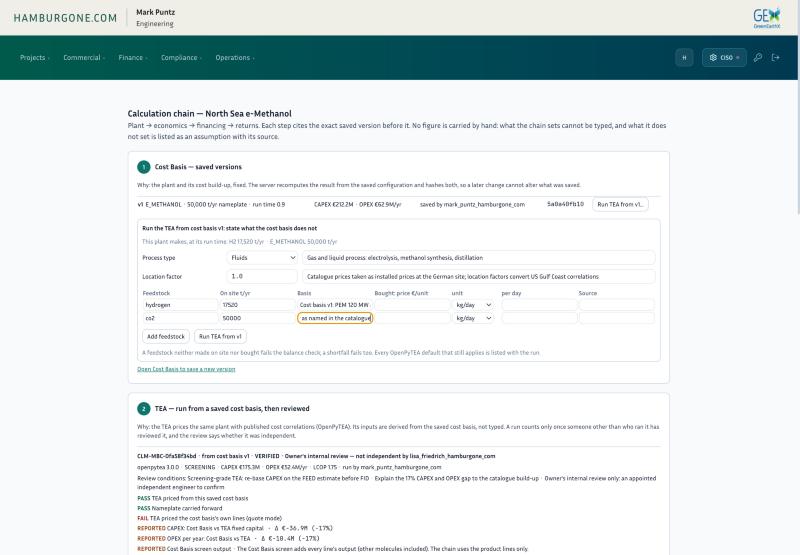 HAMBURGONE.COM
Mark Puntz
Engineering
GEX
GreenEarthX
Projects
Commercial
Finance
Compliance
Operations
H
CISO
Calculation chain — North Sea e-Methanol
Plant → economics → financing → returns. Each step cites the exact saved version before it. No figure is carried by hand: what the chain sets cannot be typed, and what it does
not set is listed as an assumption with its source.
1 Cost Basis — saved versions
Why: the plant and its cost build-up, fixed. The server recomputes the result from the saved configuration and hashes both, so a later change cannot alter what was saved.
v1 E_METHANOL · 50,000 t/yr nameplate · run time 0.9 CAPEX €212.2M · OPEX €62.9M/yr saved by mark_puntz_hamburgone_com 5a0a40fb10 Run TEA from v1…
Run the TEA from cost basis v1: state what the cost basis does not
This plant makes, at its run time: H2 17,520 t/yr · E_METHANOL 50,000 t/yr
Process type Fluids Gas and liquid process: electrolysis, methanol synthesis, distillation
Location factor 1.0 Catalogue prices taken as installed prices at the German site; location factors convert US Gulf Coast correlations
Feedstock On site t/yr Basis Bought: price €/unit unit per day Source
hydrogen 17520 Cost basis v1: PEM 120 MW kg/day
co2 50000 as named in the catalogue kg/day
Add feedstock Run TEA from v1
A feedstock neither made on site nor bought fails the balance check; a shortfall fails too. Every OpenPyTEA default that still applies is listed with the run.
Open Cost Basis to save a new version
2 TEA — run from a saved cost basis, then reviewed
Why: the TEA prices the same plant with published cost correlations (OpenPyTEA). Its inputs are derived from the saved cost basis, not typed. A run counts only once someone other than who ran it has
reviewed it, and the review says whether it was independent.
CLM-MBC-0fa58f34bd · from cost basis v1 · VERIFIED · Owner's internal review — not independent by lisa_friedrich_hamburgone_com
openpytea 3.0.0 · SCREENING · CAPEX €175.3M · OPEX €52.4M/yr · LCOP 1.75 · run by mark_puntz_hamburgone_com
Review conditions: Screening-grade TEA: re-base CAPEX on the FEED estimate before FID · Explain the 17% CAPEX and OPEX gap to the catalogue build-up · Owner's internal review only: an appointed
independent engineer to confirm
PASS TEA priced from this saved cost basis
PASS Nameplate carried forward
FAIL TEA priced the cost basis's own lines (quote mode)
REPORTED CAPEX: Cost Basis vs TEA fixed capital · Δ €-36.9M (-17%)
REPORTED OPEX per year: Cost Basis vs TEA · Δ €-10.4M (-17%)
REPORTED Cost Basis screen output · The Cost Basis screen adds every line's output (other molecules included). The chain uses the product lines only.